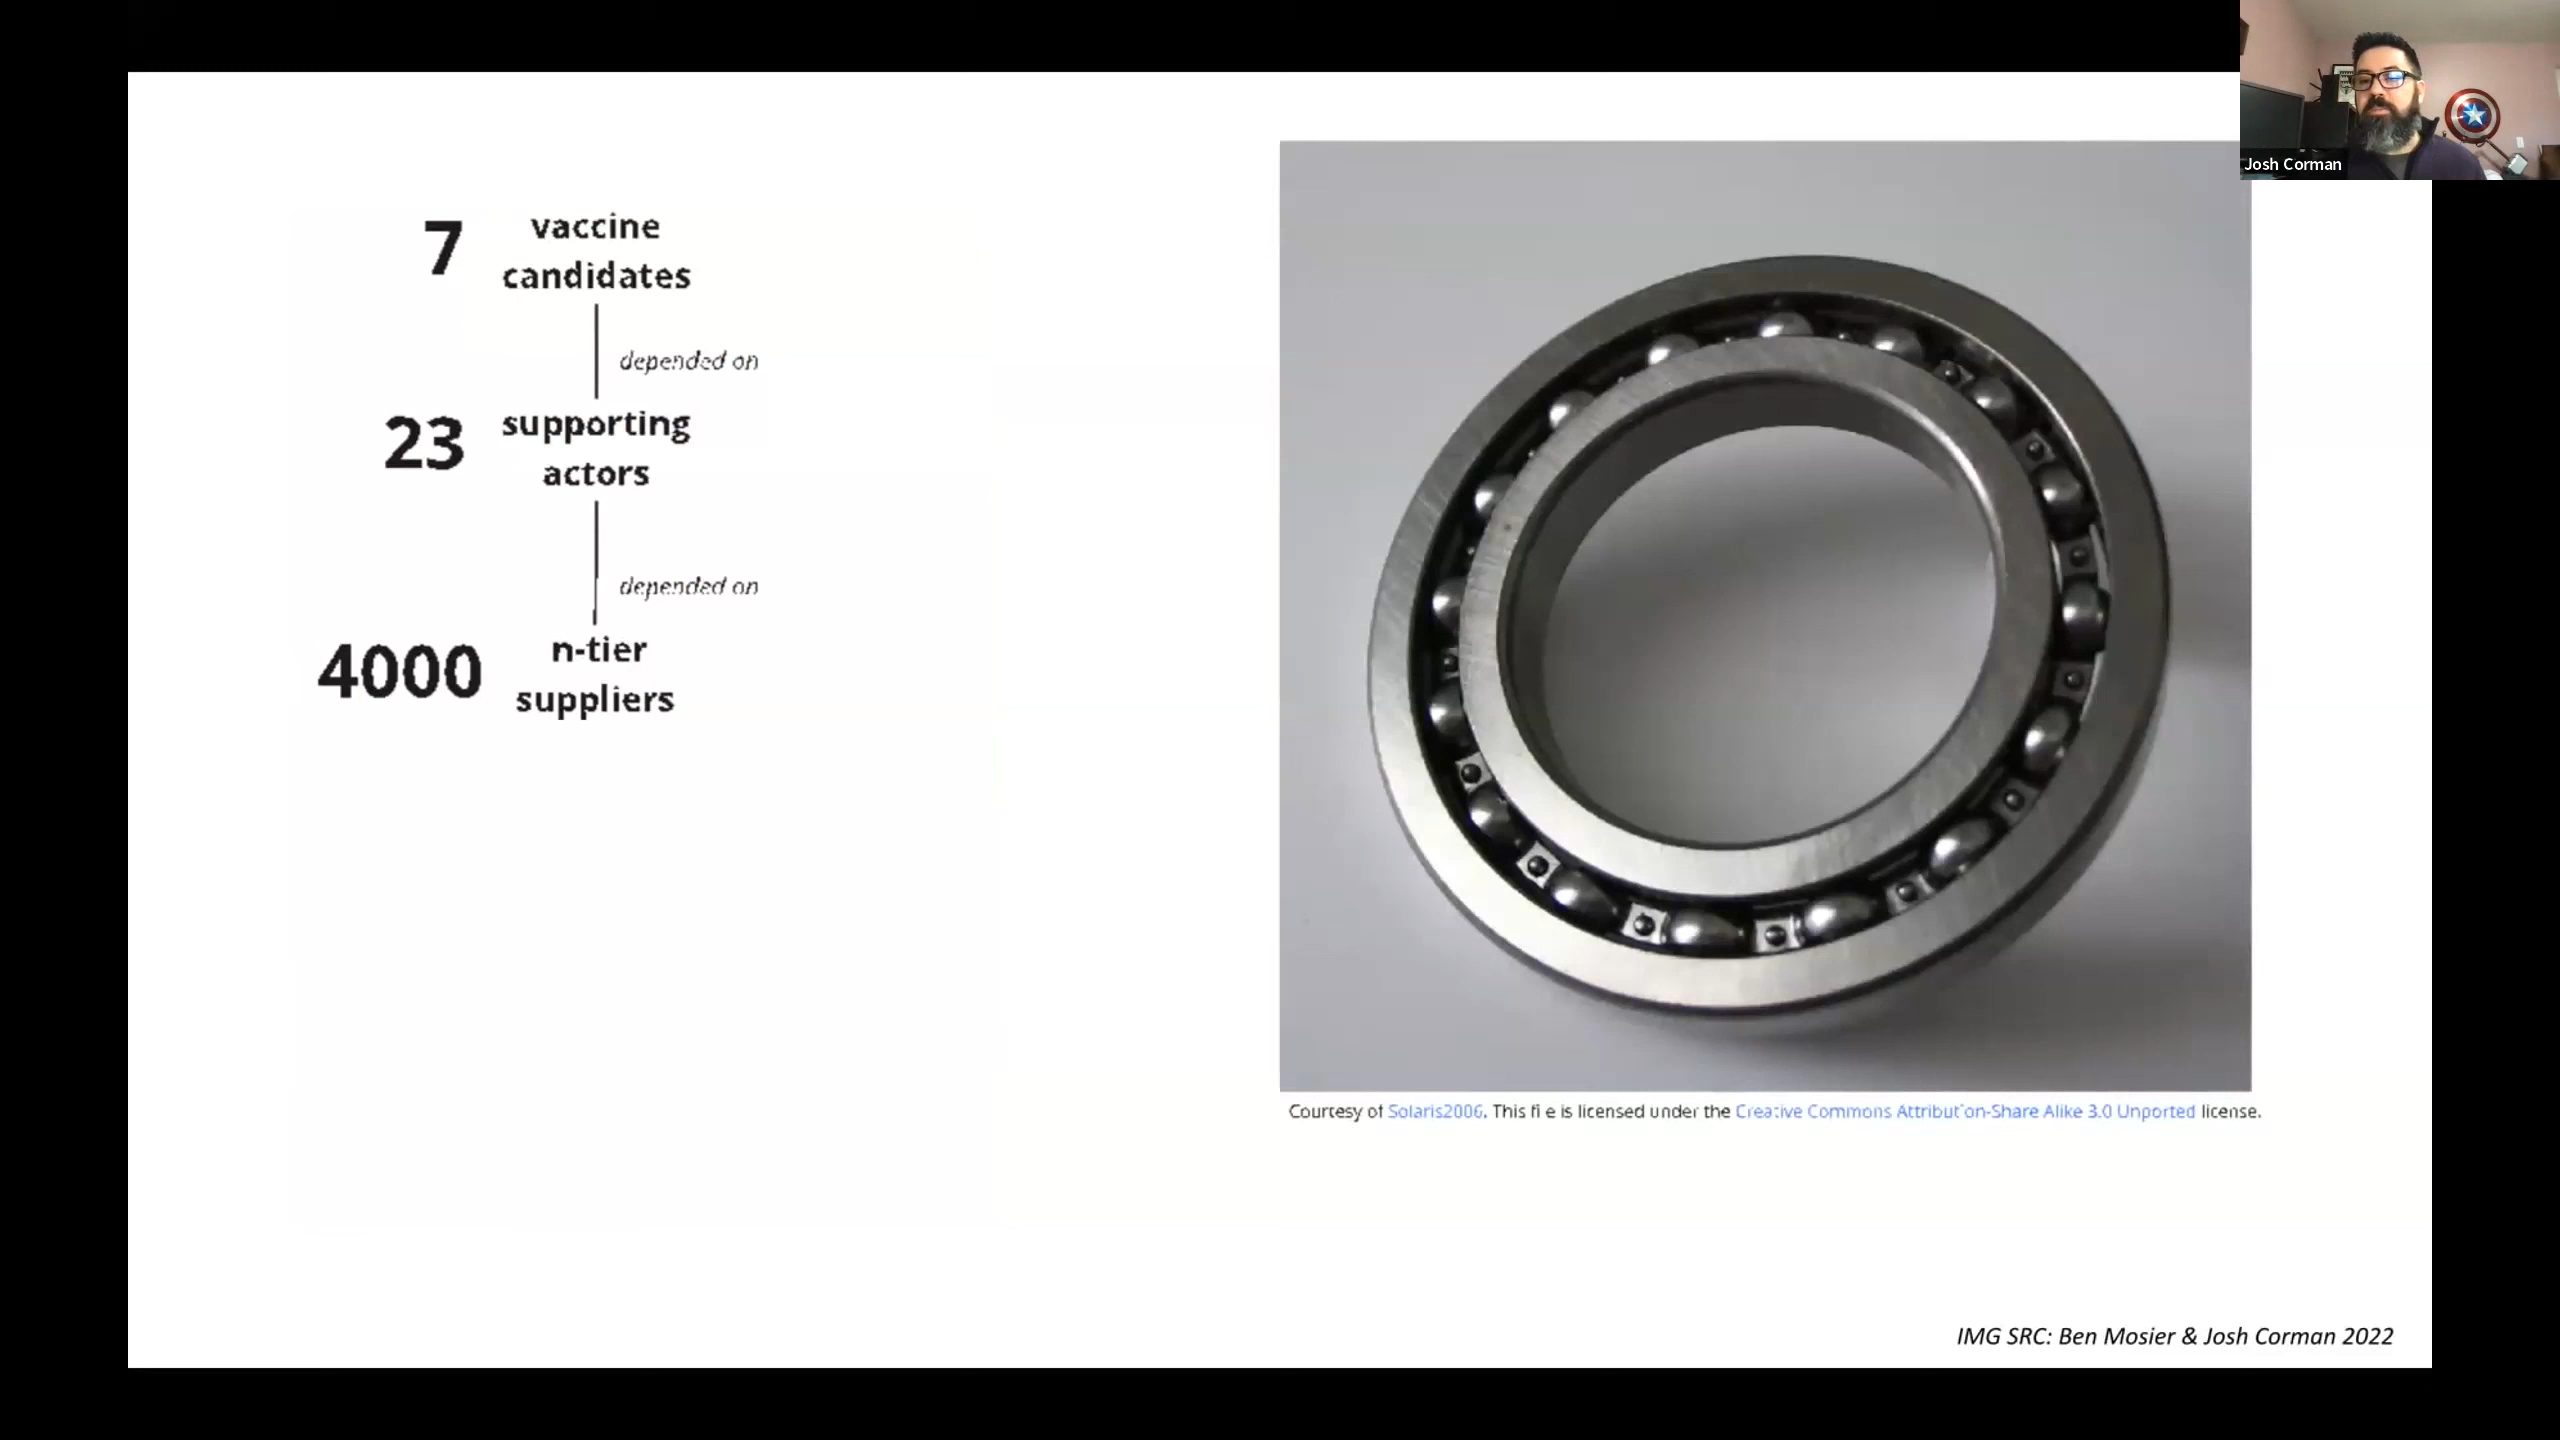 Josh Corman
7 vaccine
candidates
depended on
23 supporting
actors
depended on
4000 n-tier
suppliers
Courtesy of Solaris2006. This file is licensed under the Creative Commons Attribution-Share Alike 3.0 Unported license.
IMG SRC: Ben Mosier & Josh Corman 2022